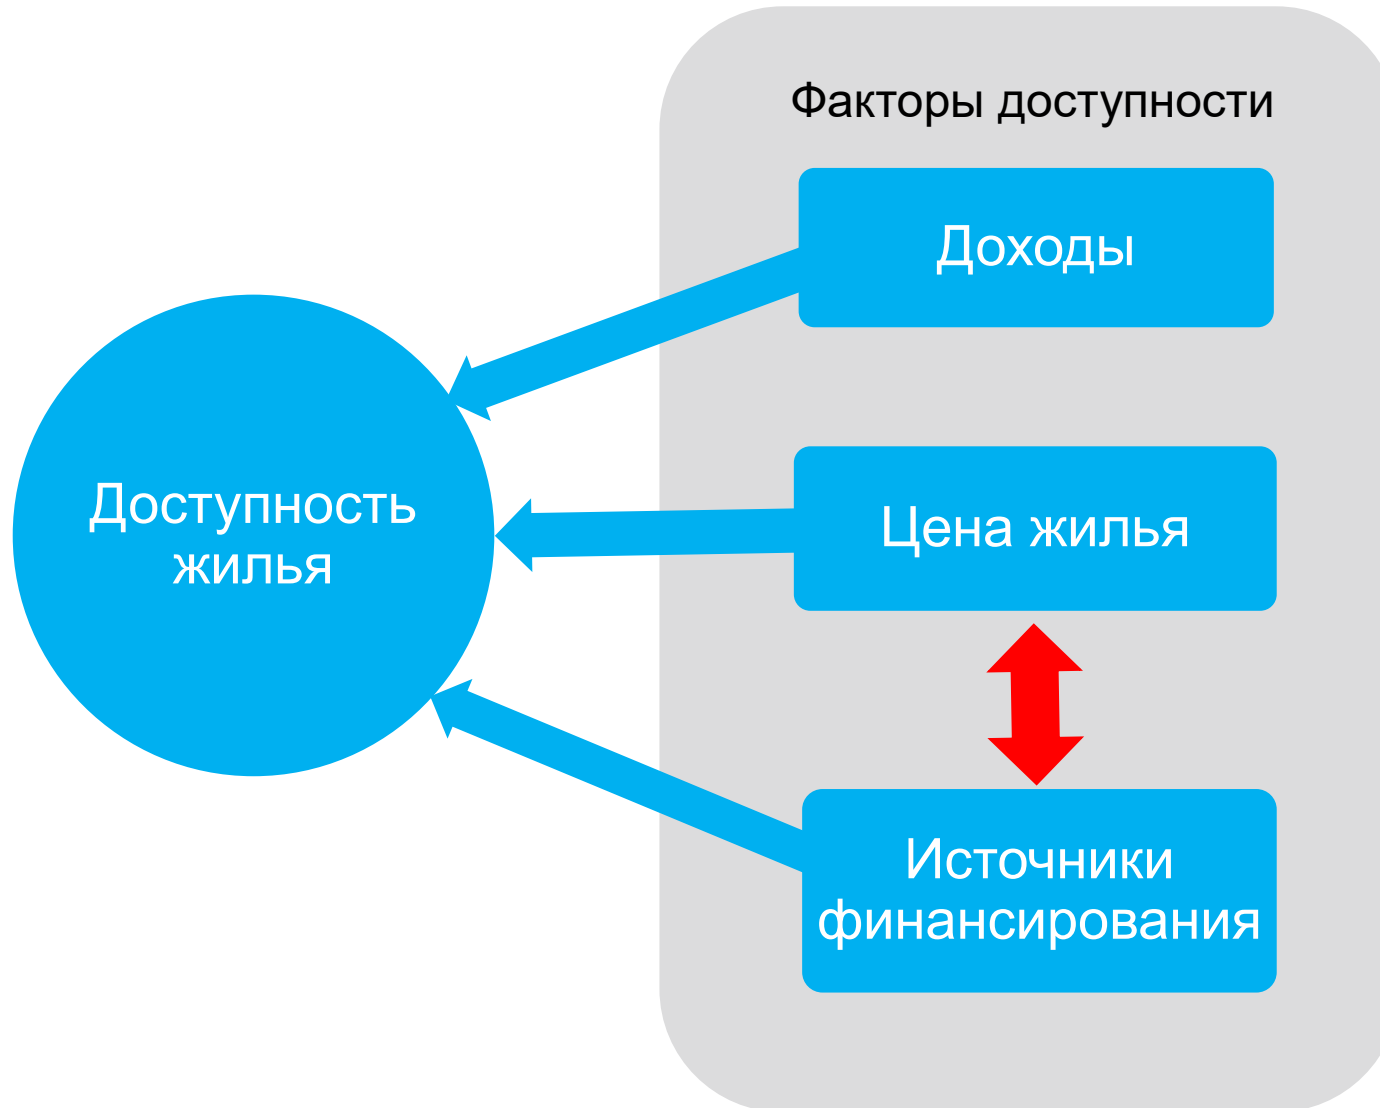 Факторы доступности
Доходы
Доступность
жилья
Цена жилья
Источники
финансирования